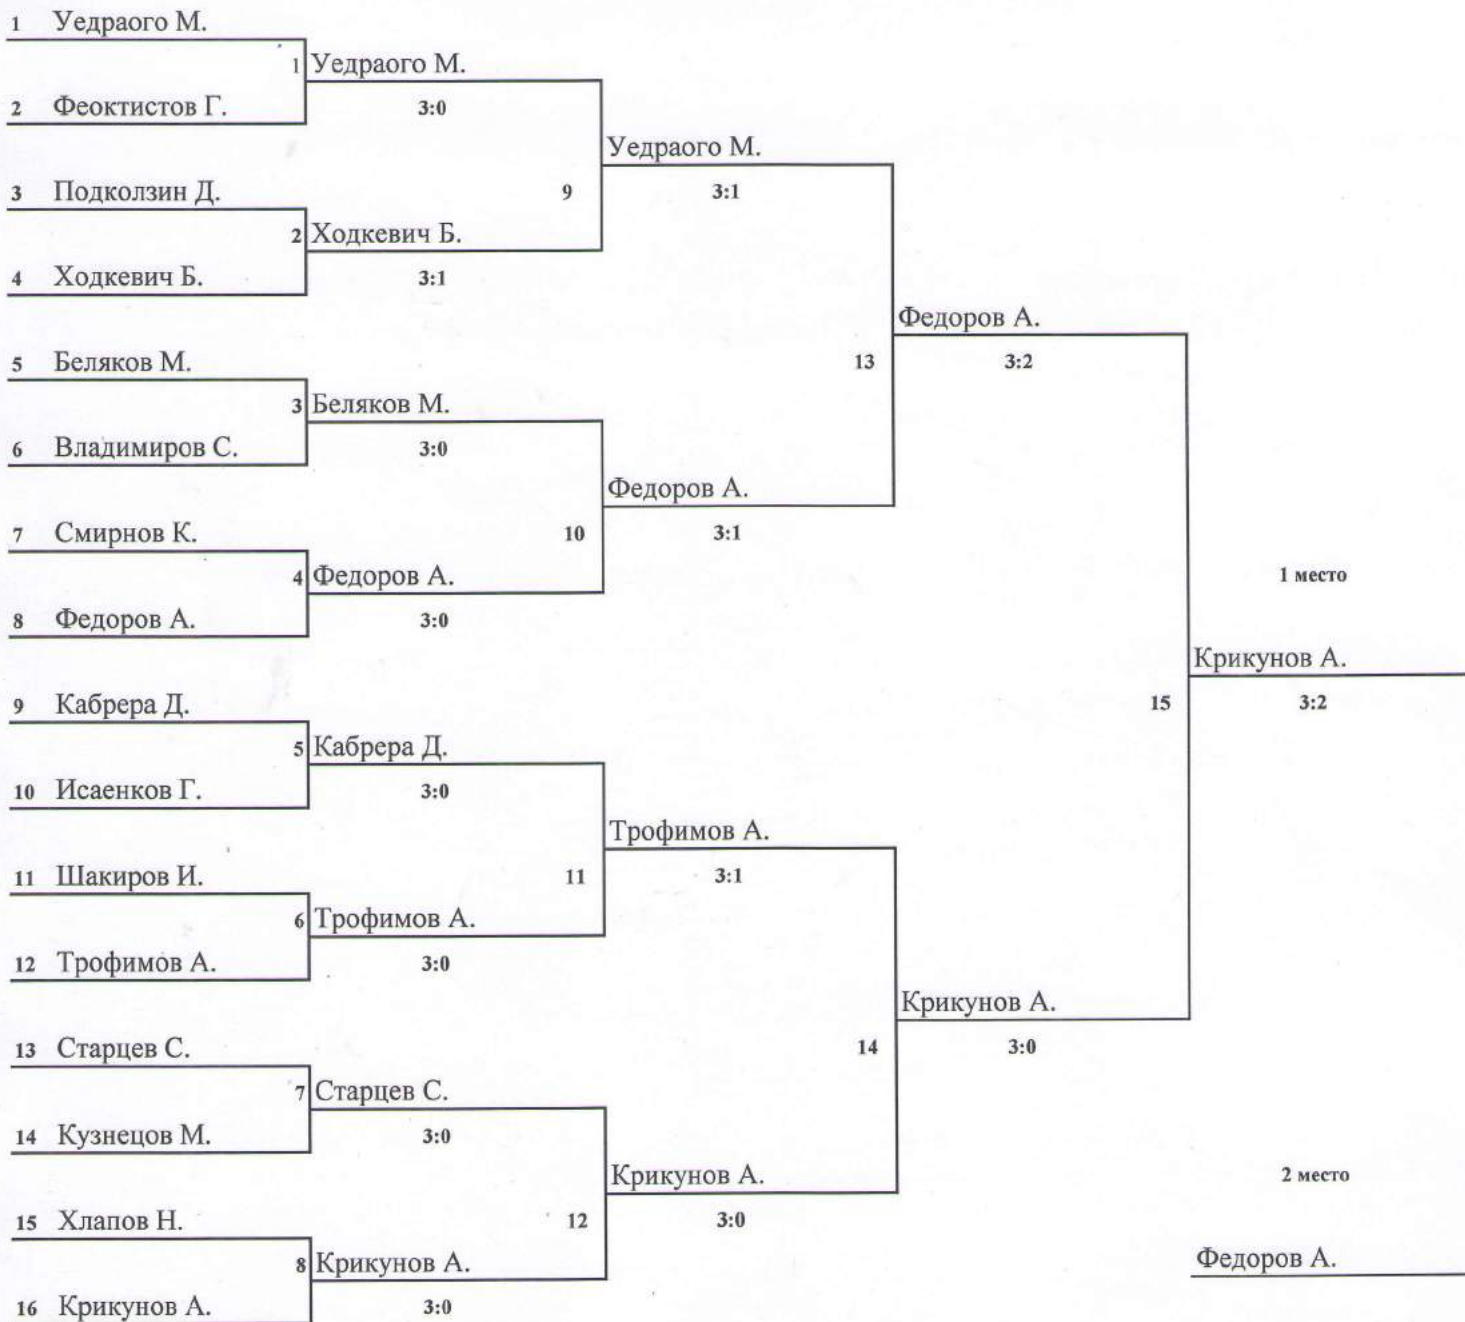 1 Уедраого М.
1 Уедраого М.
2 Феоктистов Г.
3:0
Уедраого М.
3 Подколзин Д.
9
3:1
2 Ходкевич Б.
4 Ходкевич Б.
3:1
Федоров А.
5 Беляков М.
13
3:2
3 Беляков М.
6 Владимиров С.
3:0
Федоров А.
7 Смирнов К.
10
3:1
4 Федоров А.
1 место
8 Федоров А.
3:0
Крикунов А.
9 Кабрера Д.
15
3:2
5 Кабрера Д.
10 Исаенков Г.
3:0
Трофимов А.
11 Шакиров И.
11
3:1
6 Трофимов А.
12 Трофимов А.
3:0
Крикунов А.
13 Старцев С.
14
3:0
7 Старцев С.
14 Кузнецов М.
3:0
Крикунов А.
2 место
15 Хлапов Н.
12
3:0
8 Крикунов А.
Федоров А.
16 Крикунов А.
3:0